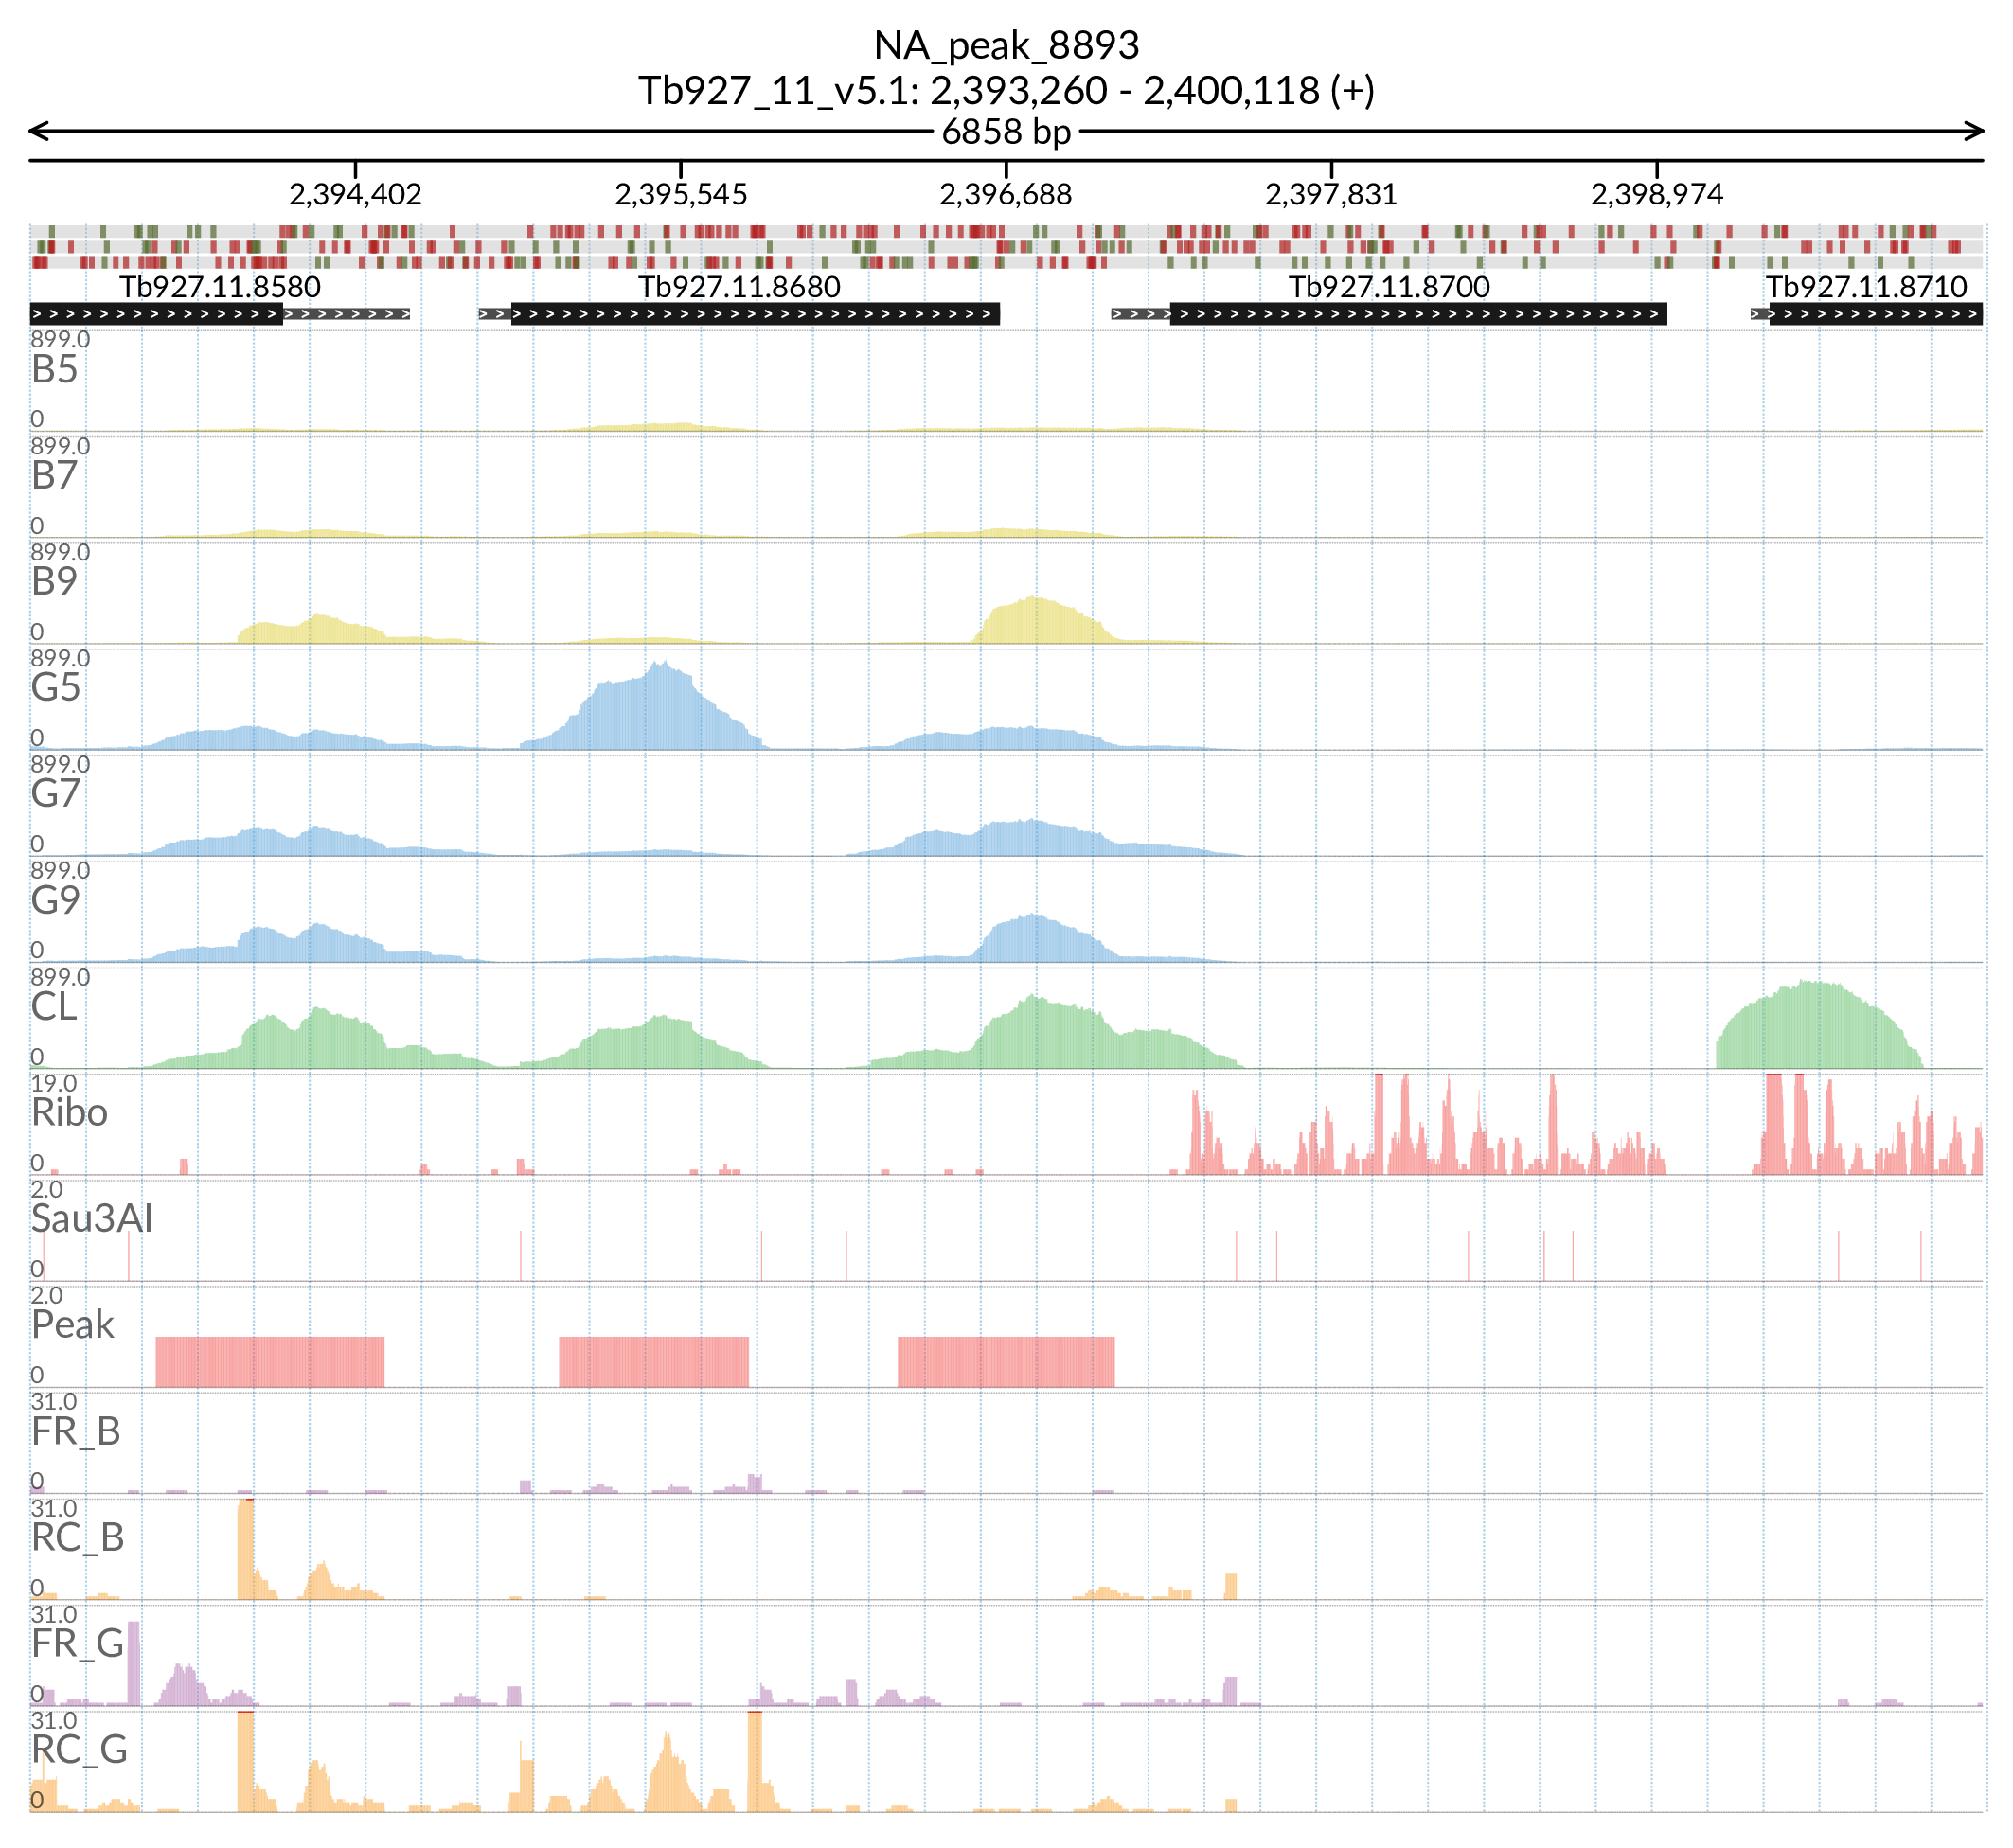 NA_peak_8893
Tb927_11_v5.1: 2,393,260 - 2,400,118 (+)
6858 bp
2,394,402 2,395,545 2,396,688 2,397,831 2,398,974
Tb927.11.8580 Tb927.11.8680 Tb927.11.8700 Tb927.11.8710
899.0
B5
0
899.0
B7
0
899.0
B9
0
899.0
G5
0
899.0
G7
0
899.0
G9
0
899.0
CL
0
19.0
Ribo
0
2.0
Sau3AI
0
2.0
Peak
0
31.0
FR_B
0
31.0
RC_B
0
31.0
FR_G
0
31.0
RC_G
0